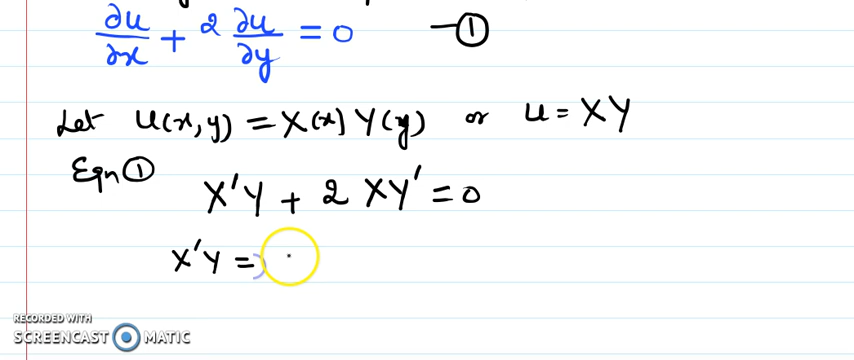 ∂u/∂x + 2 ∂u/∂y = 0 — ①
Let u(x,y) = X(x) Y(y) or u = XY
Eqn ①
X'Y + 2 XY' = 0
X'Y =
RECORDED WITH
SCREENCAST MATIC